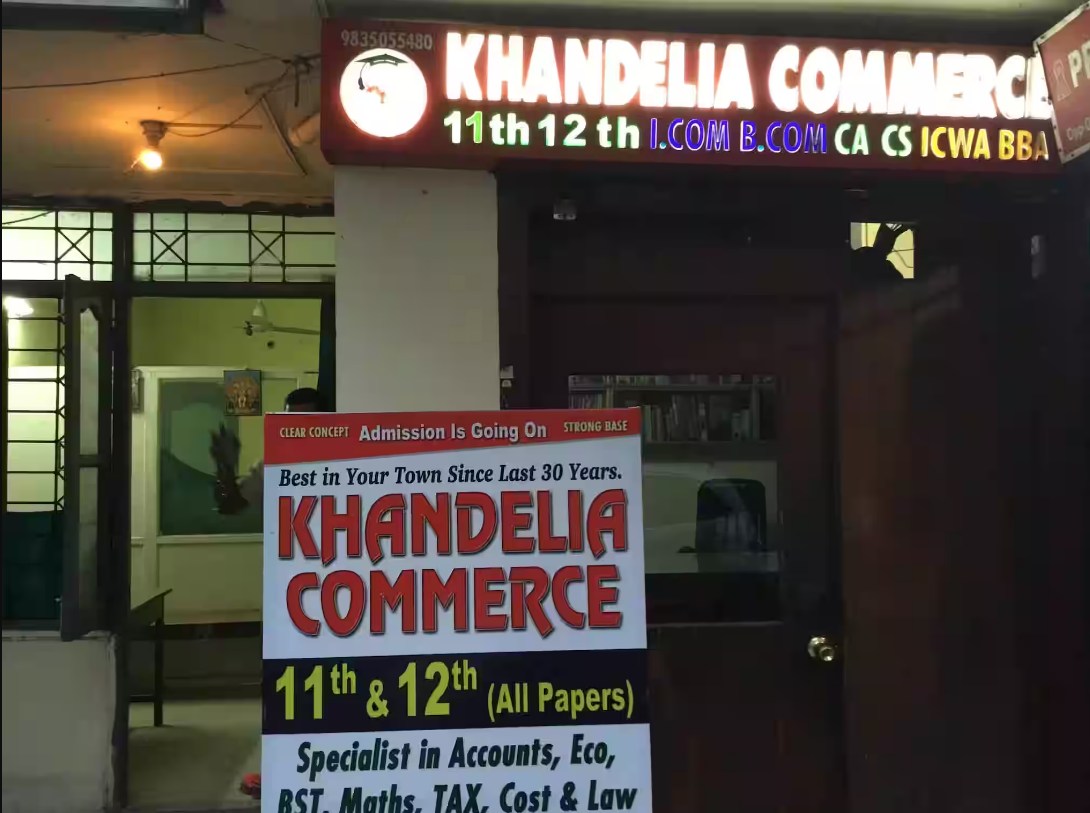 9835055480
KHANDELIA COMMERCE
11th 12 th I.COM B.COM CA CS ICWA BBA
CLEAR CONCEPT Admission Is Going On STRONG BASE
Best in Your Town Since Last 30 Years.
KHANDELIA
COMMERCE
11th & 12th (All Papers)
Specialist in Accounts, Eco,
BST, Maths, TAX, Cost & Law